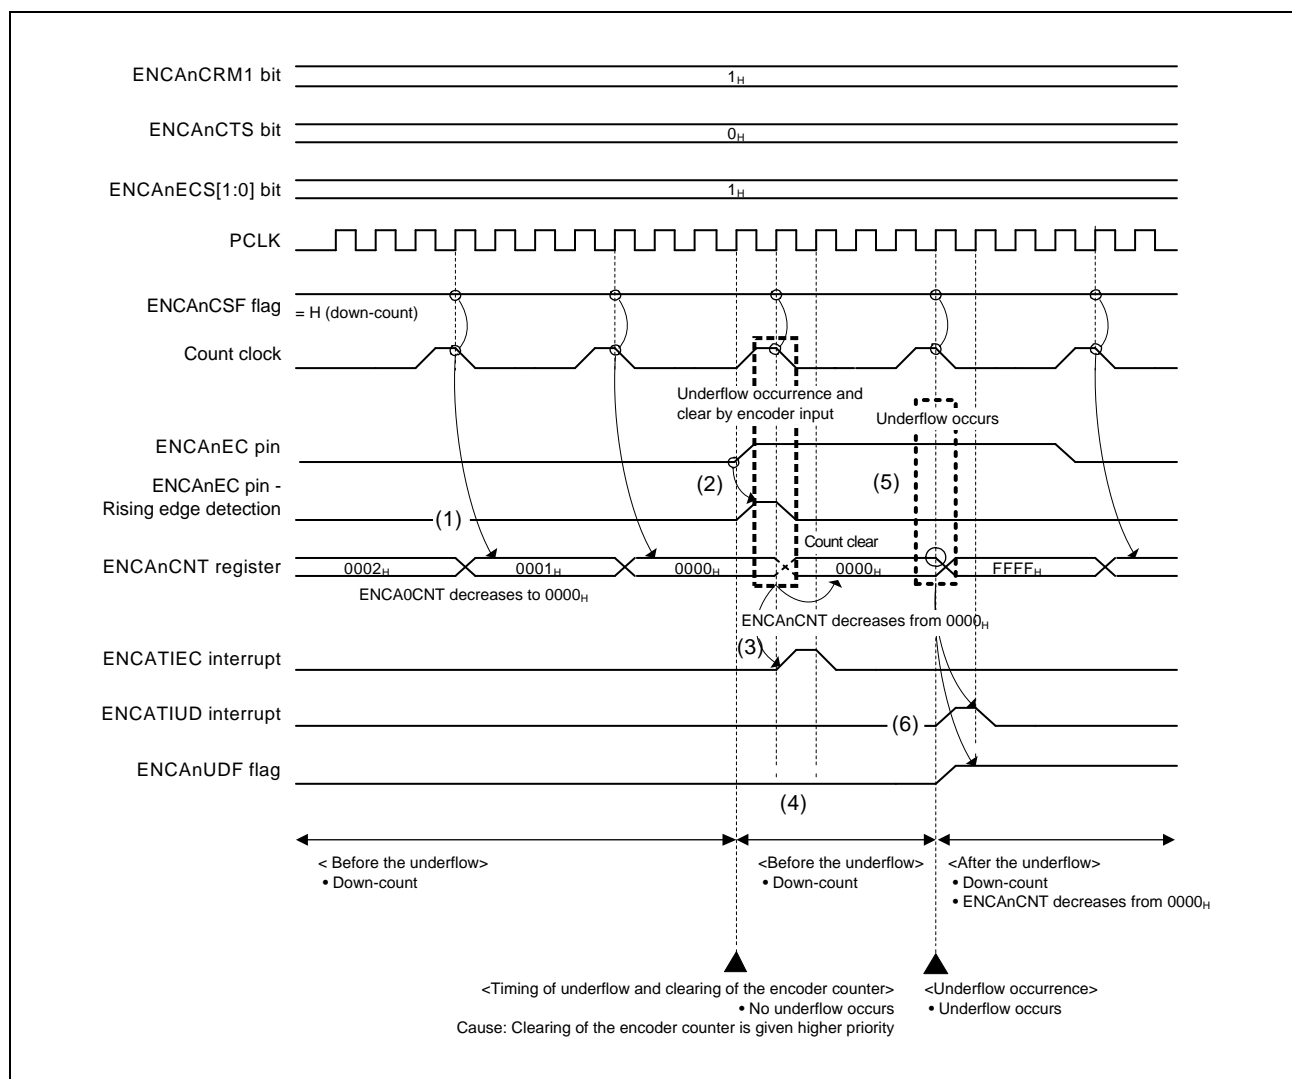 ENCAnCRM1 bit
1H
ENCAnCTS bit
0H
ENCAnECS[1:0] bit
1H
PCLK
ENCAnCSF flag
= H (down-count)
Count clock
Underflow occurrence and
clear by encoder input
Underflow occurs
ENCAnEC pin
(2)
(5)
ENCAnEC pin -
Rising edge detection
(1)
Count clear
ENCAnCNT register
0002H
0001H
0000H
0000H
FFFFH
ENCA0CNT decreases to 0000H
ENCAnCNT decreases from 0000H
(3)
ENCATIEC interrupt
ENCATIUD interrupt
(6)
ENCAnUDF flag
(4)
< Before the underflow>
• Down-count
<Before the underflow>
• Down-count
<After the underflow>
• Down-count
• ENCAnCNT decreases from 0000H
<Timing of underflow and clearing of the encoder counter>
• No underflow occurs
Cause: Clearing of the encoder counter is given higher priority
<Underflow occurrence>
• Underflow occurs